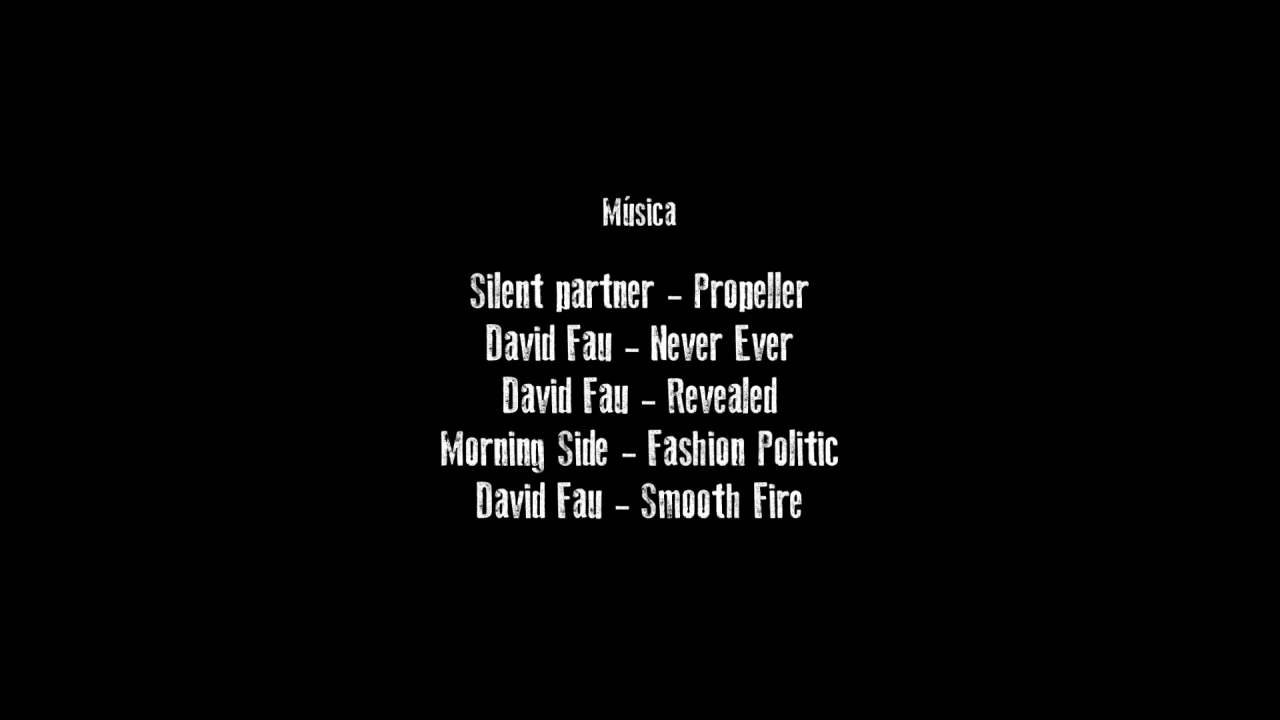 Música
Silent partner - Propeller
David Fau - Never Ever
David Fau - Revealed
Morning Side - Fashion Politic
David Fau - Smooth Fire